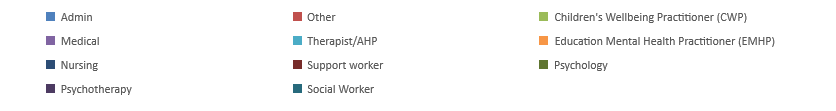 Admin
Other
Children's Wellbeing Practitioner (CWP)
Medical
Therapist/AHP
Education Mental Health Practitioner (EMHP)
Nursing
Support worker
Psychology
Psychotherapy
Social Worker